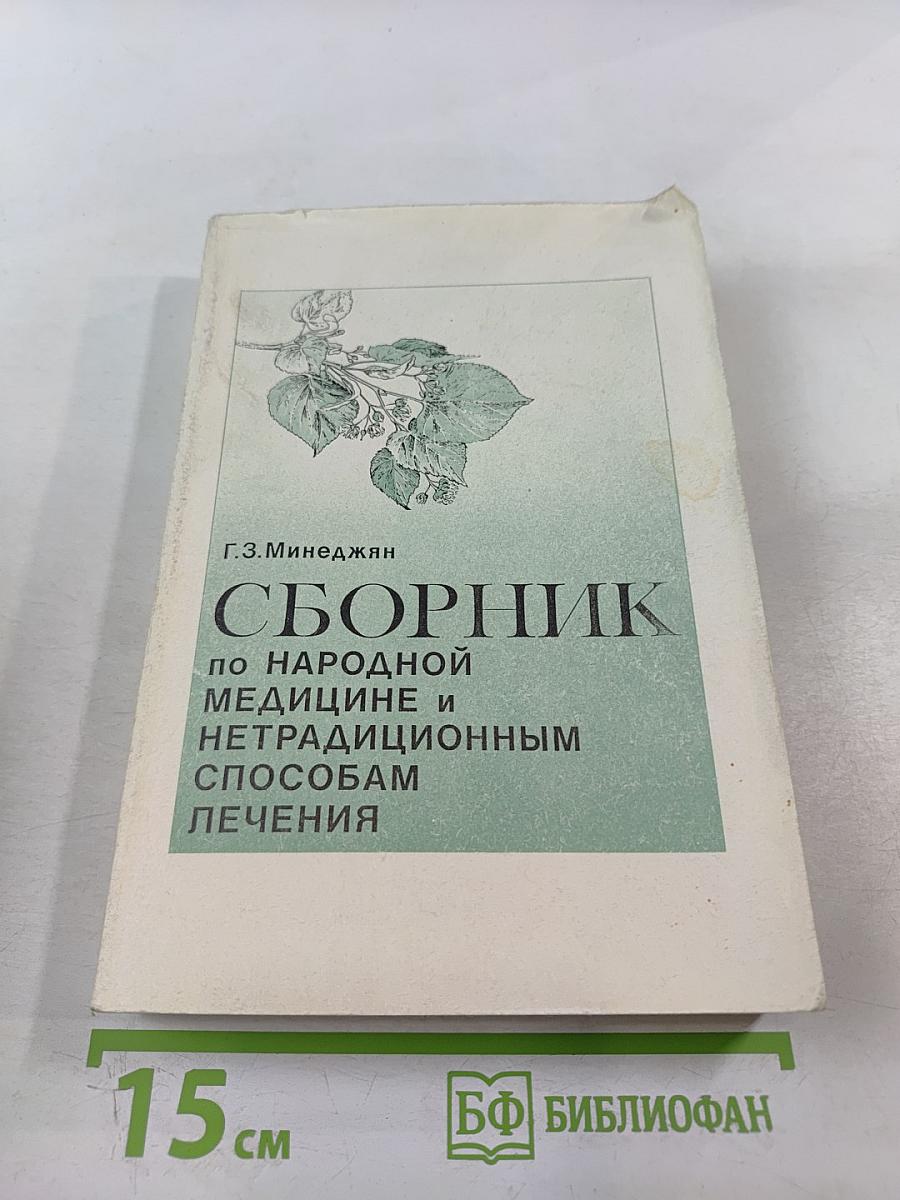 Г.З.Минеджян
СБОРНИК
по НАРОДНОЙ
МЕДИЦИНЕ и
НЕТРАДИЦИОННЫМ
СПОСОБАМ
ЛЕЧЕНИЯ
15 см
БФ БИБЛИОФАН